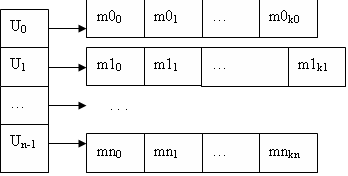 U₀ m0₀ m0₁ ... m0ₖ₀
U₁ m1₀ m1₁ ... m1ₖ₁
... ...
Uₙ₋₁ mn₀ mn₁ ... mnₖₙ